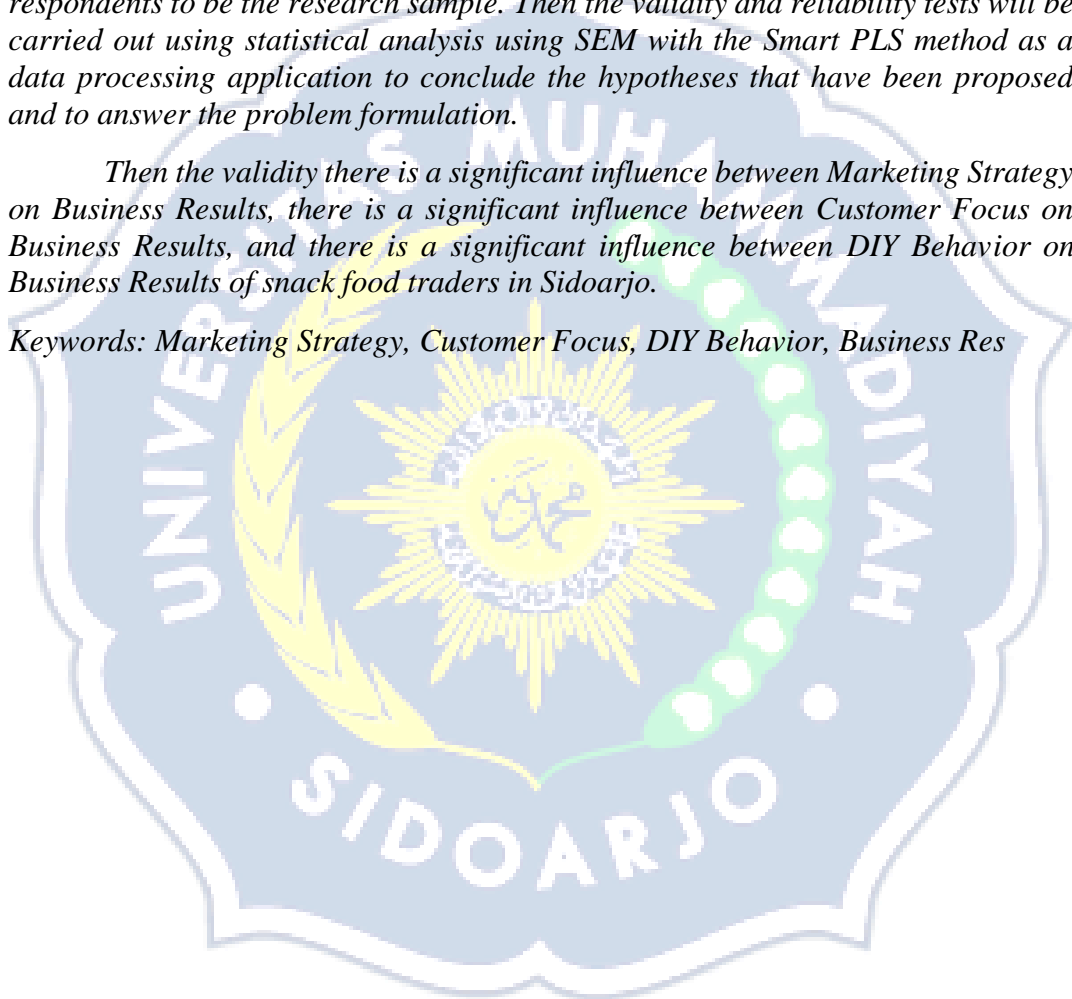 respondents to be the research sample. Then the validity and reliability tests will be
carried out using statistical analysis using SEM with the Smart PLS method as a
data processing application to conclude the hypotheses that have been proposed
and to answer the problem formulation.
Then the validity there is a significant influence between Marketing Strategy
on Business Results, there is a significant influence between Customer Focus on
Business Results, and there is a significant influence between DIY Behavior on
Business Results of snack food traders in Sidoarjo.
Keywords: Marketing Strategy, Customer Focus, DIY Behavior, Business Res
UNIVERSITAS MUHAMMADIYAH
SIDOARJO
محمدية